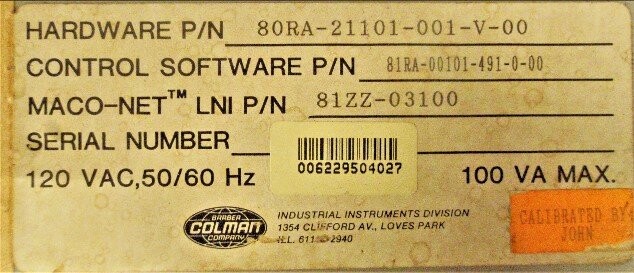 HARDWARE P/N 80RA-21101-001-V-00
CONTROL SOFTWARE P/N 81RA-00101-491-0-00
MACO-NET™ LNI P/N 81ZZ-03100
SERIAL NUMBER
006229504027
120 VAC, 50/60 Hz 100 VA MAX.
BARBER
COLMAN
COMPANY
INDUSTRIAL INSTRUMENTS DIVISION
1354 CLIFFORD AV., LOVES PARK
ILL. 2940
CALIBRATED BY
JOHN